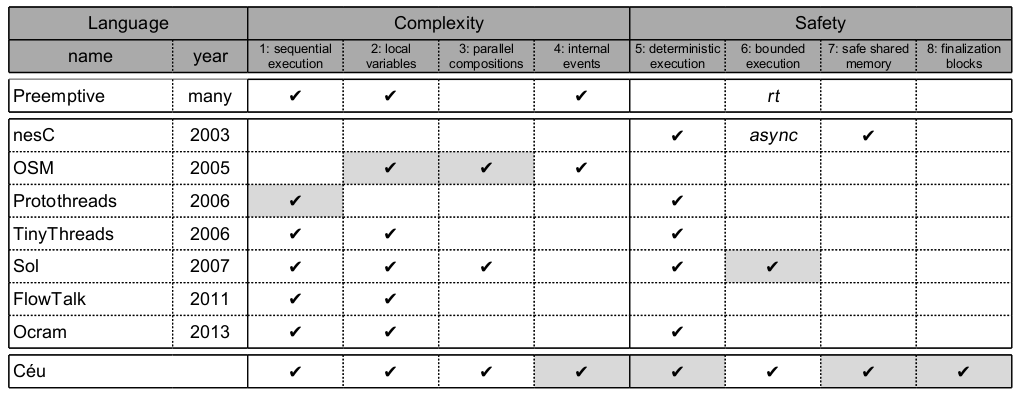 Language Complexity Safety
name year 1: sequential execution 2: local variables 3: parallel compositions 4: internal events 5: deterministic execution 6: bounded execution 7: safe shared memory 8: finalization blocks
Preemptive many ✔ ✔ ✔ rt
nesC 2003 ✔ async ✔
OSM 2005 ✔ ✔ ✔
Protothreads 2006 ✔ ✔
TinyThreads 2006 ✔ ✔ ✔
Sol 2007 ✔ ✔ ✔ ✔ ✔
FlowTalk 2011 ✔ ✔
Ocram 2013 ✔ ✔ ✔
Céu ✔ ✔ ✔ ✔ ✔ ✔ ✔ ✔